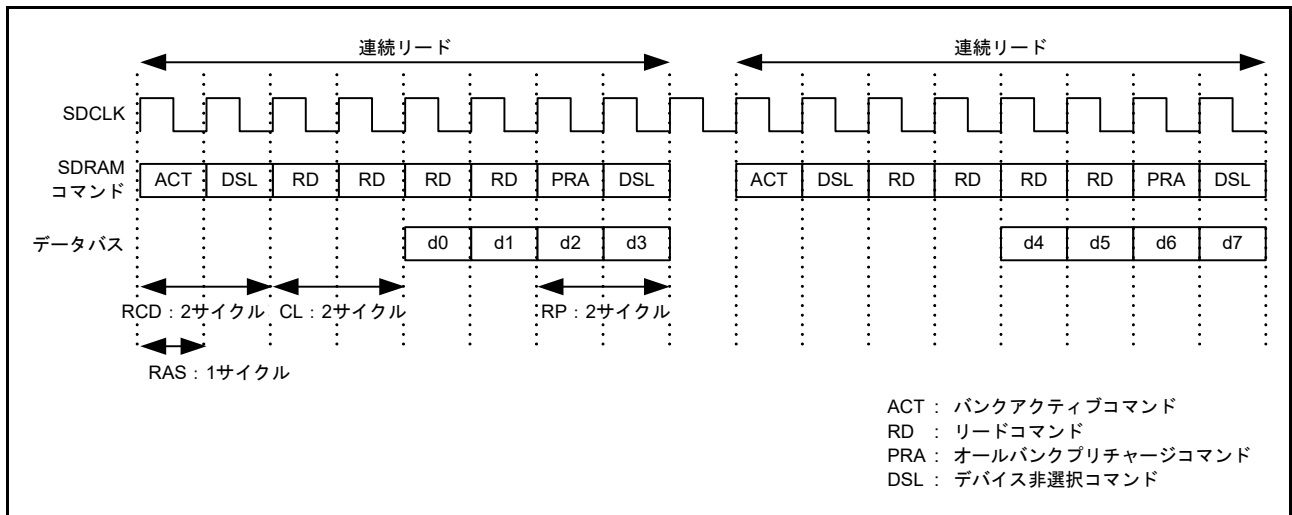 連続リード 連続リード
SDCLK
SDRAM
コマンド
ACT DSL RD RD RD RD PRA DSL ACT DSL RD RD RD RD PRA DSL
データバス d0 d1 d2 d3 d4 d5 d6 d7
RCD:2サイクル CL:2サイクル RP:2サイクル
RAS:1サイクル
ACT : バンクアクティブコマンド
RD : リードコマンド
PRA : オールバンクプリチャージコマンド
DSL : デバイス非選択コマンド